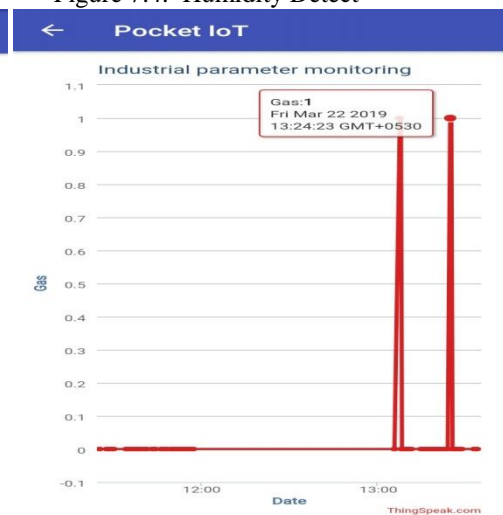 Figure 7.4: Humidity Detect
← Pocket IoT
Industrial parameter monitoring
Gas:1
Fri Mar 22 2019
13:24:23 GMT+0530
1.1
1
0.9
0.8
0.7
0.6
0.5
0.4
0.3
0.2
0.1
0
-0.1
Gas
12:00
13:00
Date
ThingSpeak.com